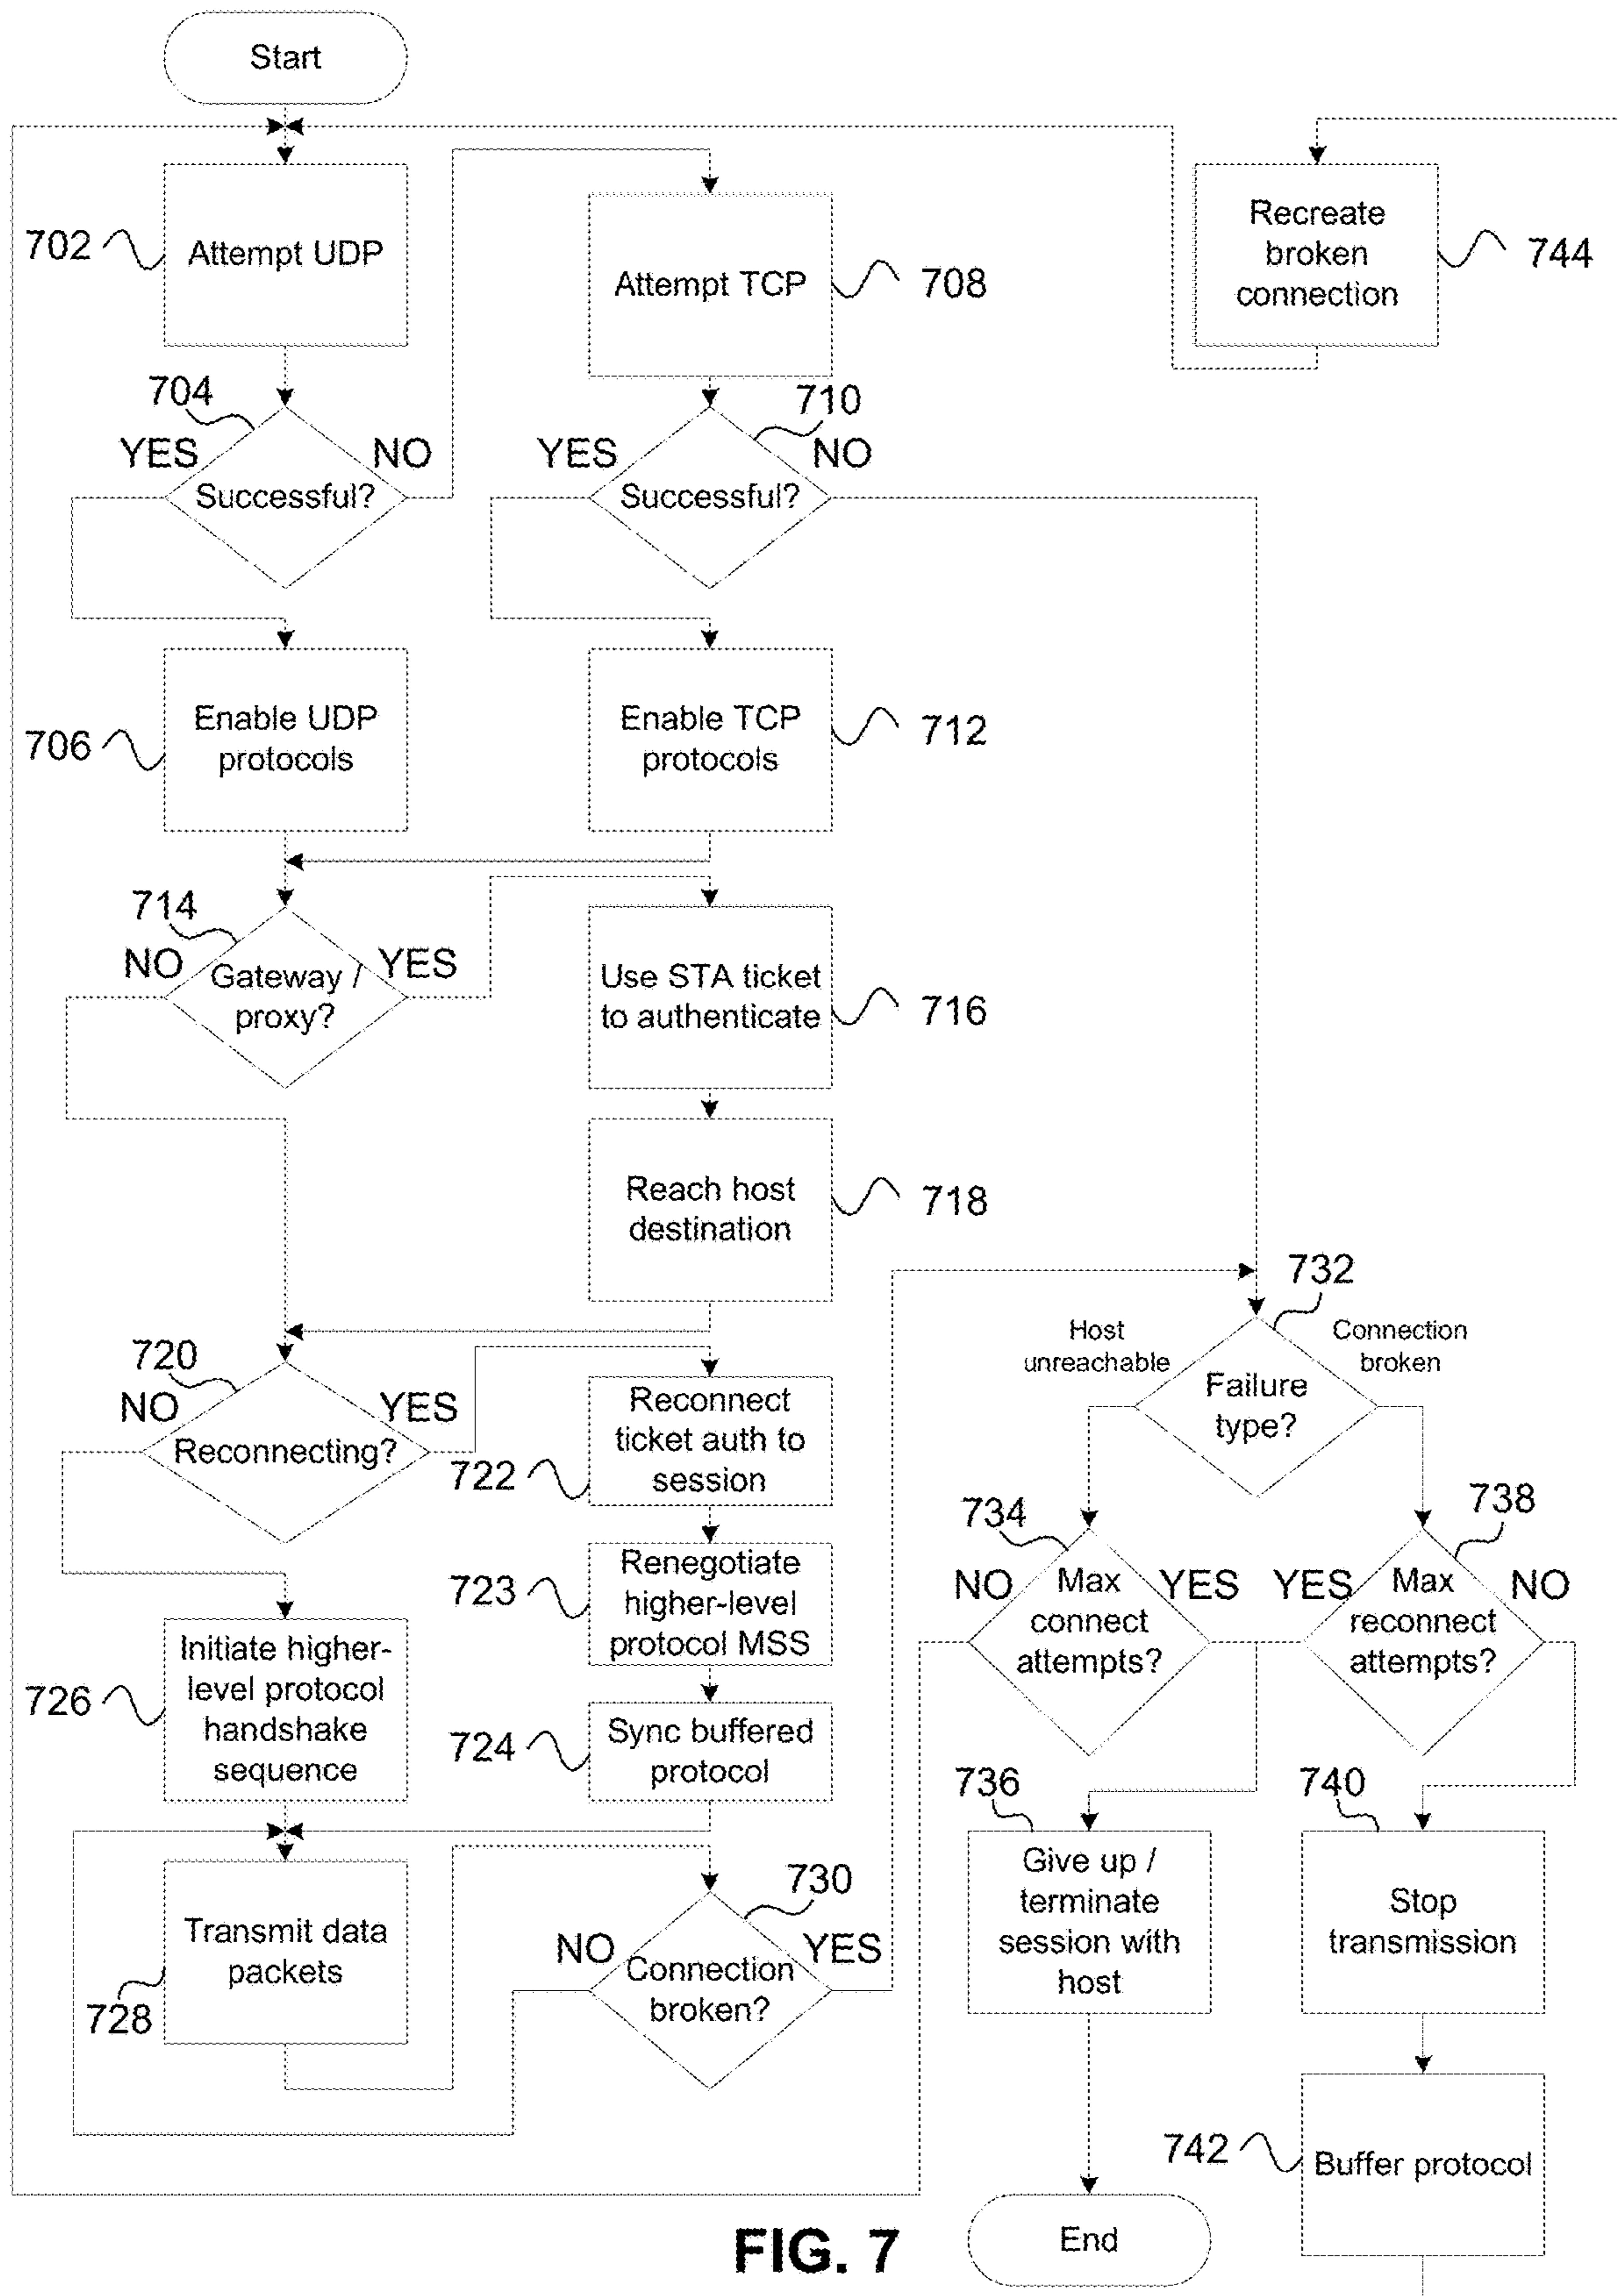 Start
702
Attempt UDP
Attempt TCP
708
Recreate
broken
connection
744
704
YES
NO
Successful?
710
YES
NO
Successful?
706
Enable UDP
protocols
Enable TCP
protocols
712
714
NO
YES
Gateway /
proxy?
Use STA ticket
to authenticate
716
Reach host
destination
718
720
NO
YES
Reconnecting?
722
Reconnect
ticket auth to
session
723
Renegotiate
higher-level
protocol MSS
724
Sync buffered
protocol
726
Initiate higher-
level protocol
handshake
sequence
728
Transmit data
packets
730
NO
YES
Connection
broken?
732
Host
unreachable
Connection
broken
Failure
type?
734
NO
YES
Max
connect
attempts?
738
YES
NO
Max
reconnect
attempts?
736
Give up /
terminate
session with
host
740
Stop
transmission
742
Buffer protocol
End
FIG. 7